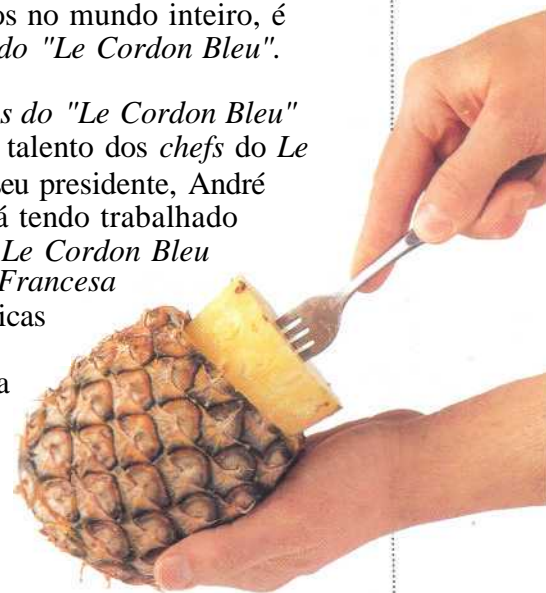 os no mundo inteiro, é
do "Le Cordon Bleu".
s do "Le Cordon Bleu"
talento dos chefs do Le
eu presidente, André
á tendo trabalhado
Le Cordon Bleu
Francesa
icas
a